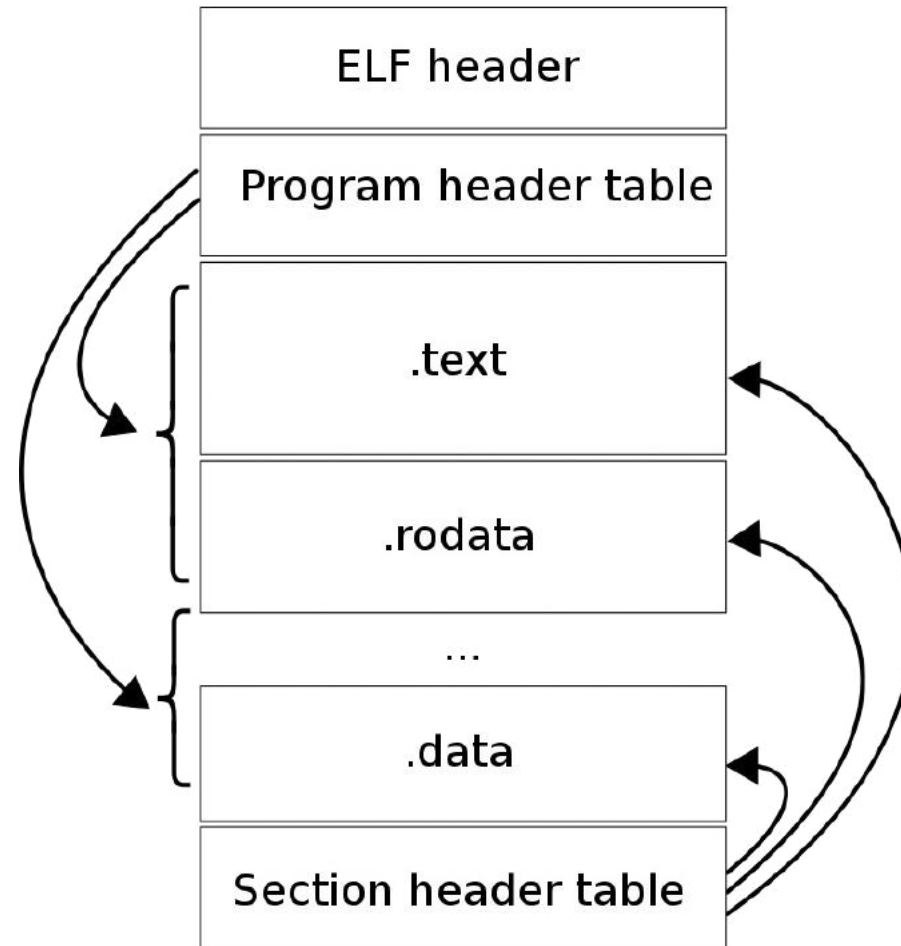 ELF header
Program header table
.text
.rodata
...
.data
Section header table